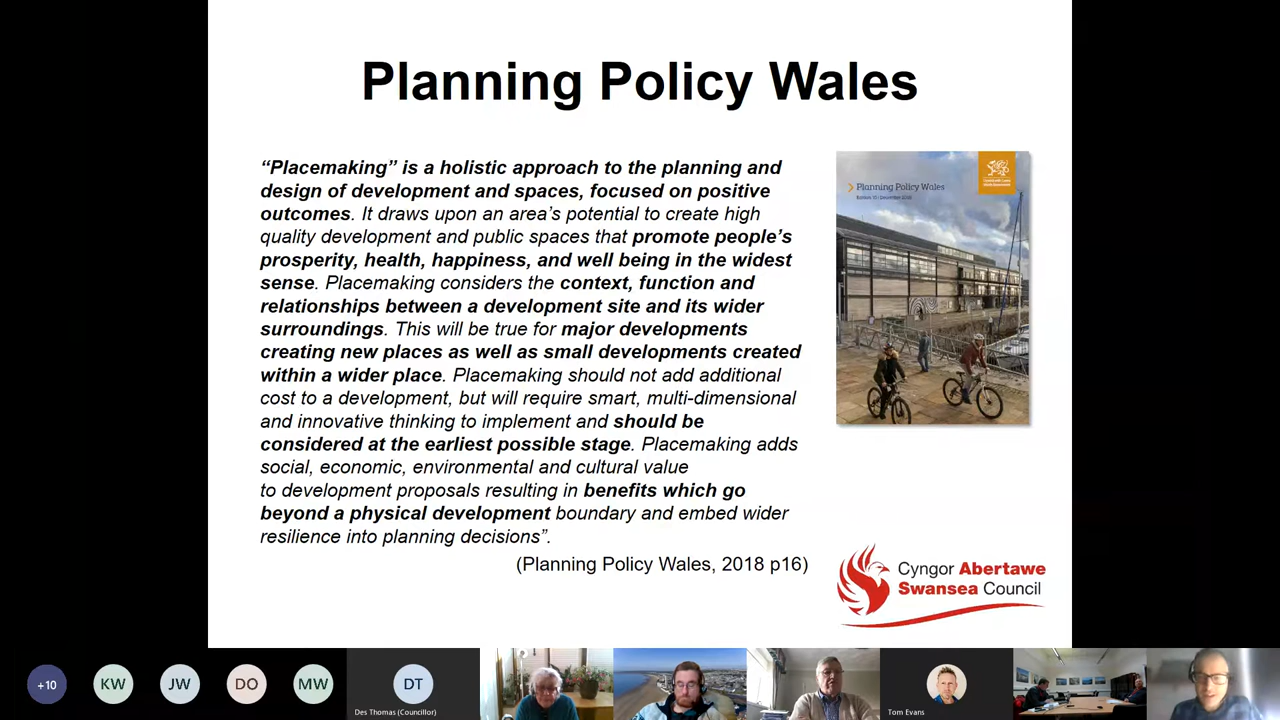 Planning Policy Wales
“Placemaking” is a holistic approach to the planning and
design of development and spaces, focused on positive
outcomes. It draws upon an area’s potential to create high
quality development and public spaces that promote people’s
prosperity, health, happiness, and well being in the widest
sense. Placemaking considers the context, function and
relationships between a development site and its wider
surroundings. This will be true for major developments
creating new places as well as small developments created
within a wider place. Placemaking should not add additional
cost to a development, but will require smart, multi-dimensional
and innovative thinking to implement and should be
considered at the earliest possible stage. Placemaking adds
social, economic, environmental and cultural value
to development proposals resulting in benefits which go
beyond a physical development boundary and embed wider
resilience into planning decisions”.
(Planning Policy Wales, 2018 p16)
Planning Policy Wales
Cyngor Abertawe
Swansea Council
+10
KW
JW
DO
MW
DT
Des Thomas (Councillor)
Tom Evans